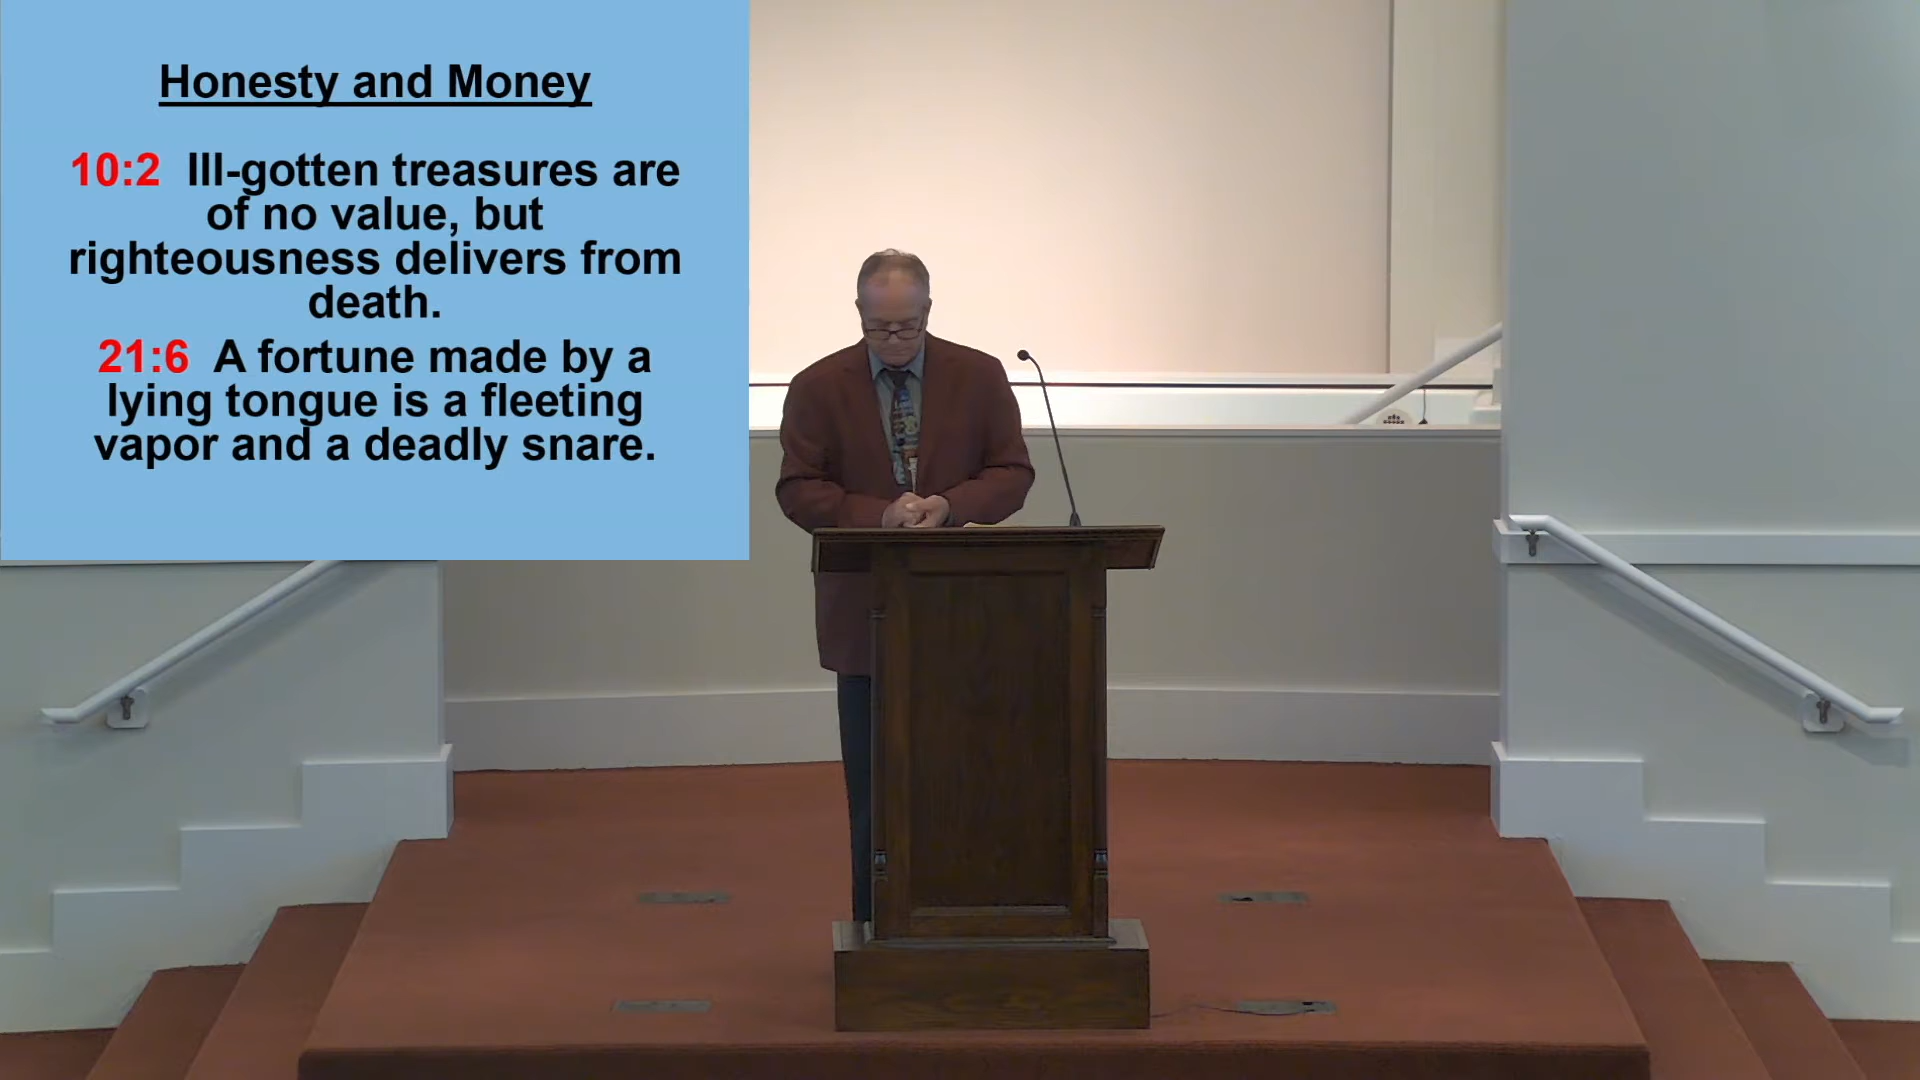 Honesty and Money
10:2 Ill-gotten treasures are
of no value, but
righteousness delivers from
death.
21:6 A fortune made by a
lying tongue is a fleeting
vapor and a deadly snare.